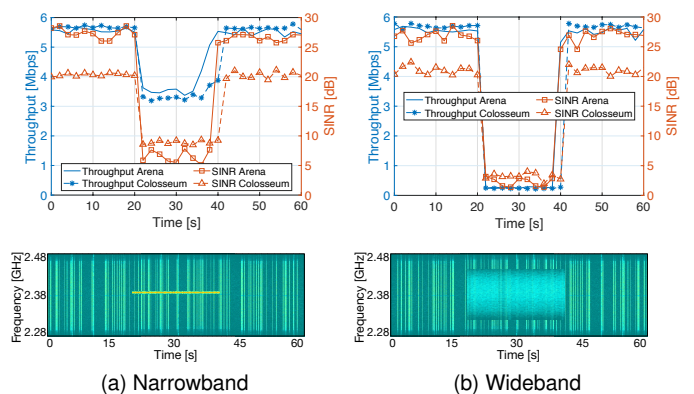 6
5
4
3
2
1
0
Throughput [Mbps]
30
25
20
15
10
5
0
SINR [dB]
Throughput Arena
Throughput Colosseum
SINR Arena
SINR Colosseum
0 10 20 30 40 50 60
Time [s]
6
5
4
3
2
1
0
Throughput [Mbps]
30
25
20
15
10
5
0
SINR [dB]
Throughput Arena
Throughput Colosseum
SINR Arena
SINR Colosseum
0 10 20 30 40 50 60
Time [s]
Frequency [GHz]
2.48
2.38
2.28
0 15 30 45 60
Time [s]
Frequency [GHz]
2.48
2.38
2.28
0 15 30 45 60
Time [s]
(a) Narrowband
(b) Wideband